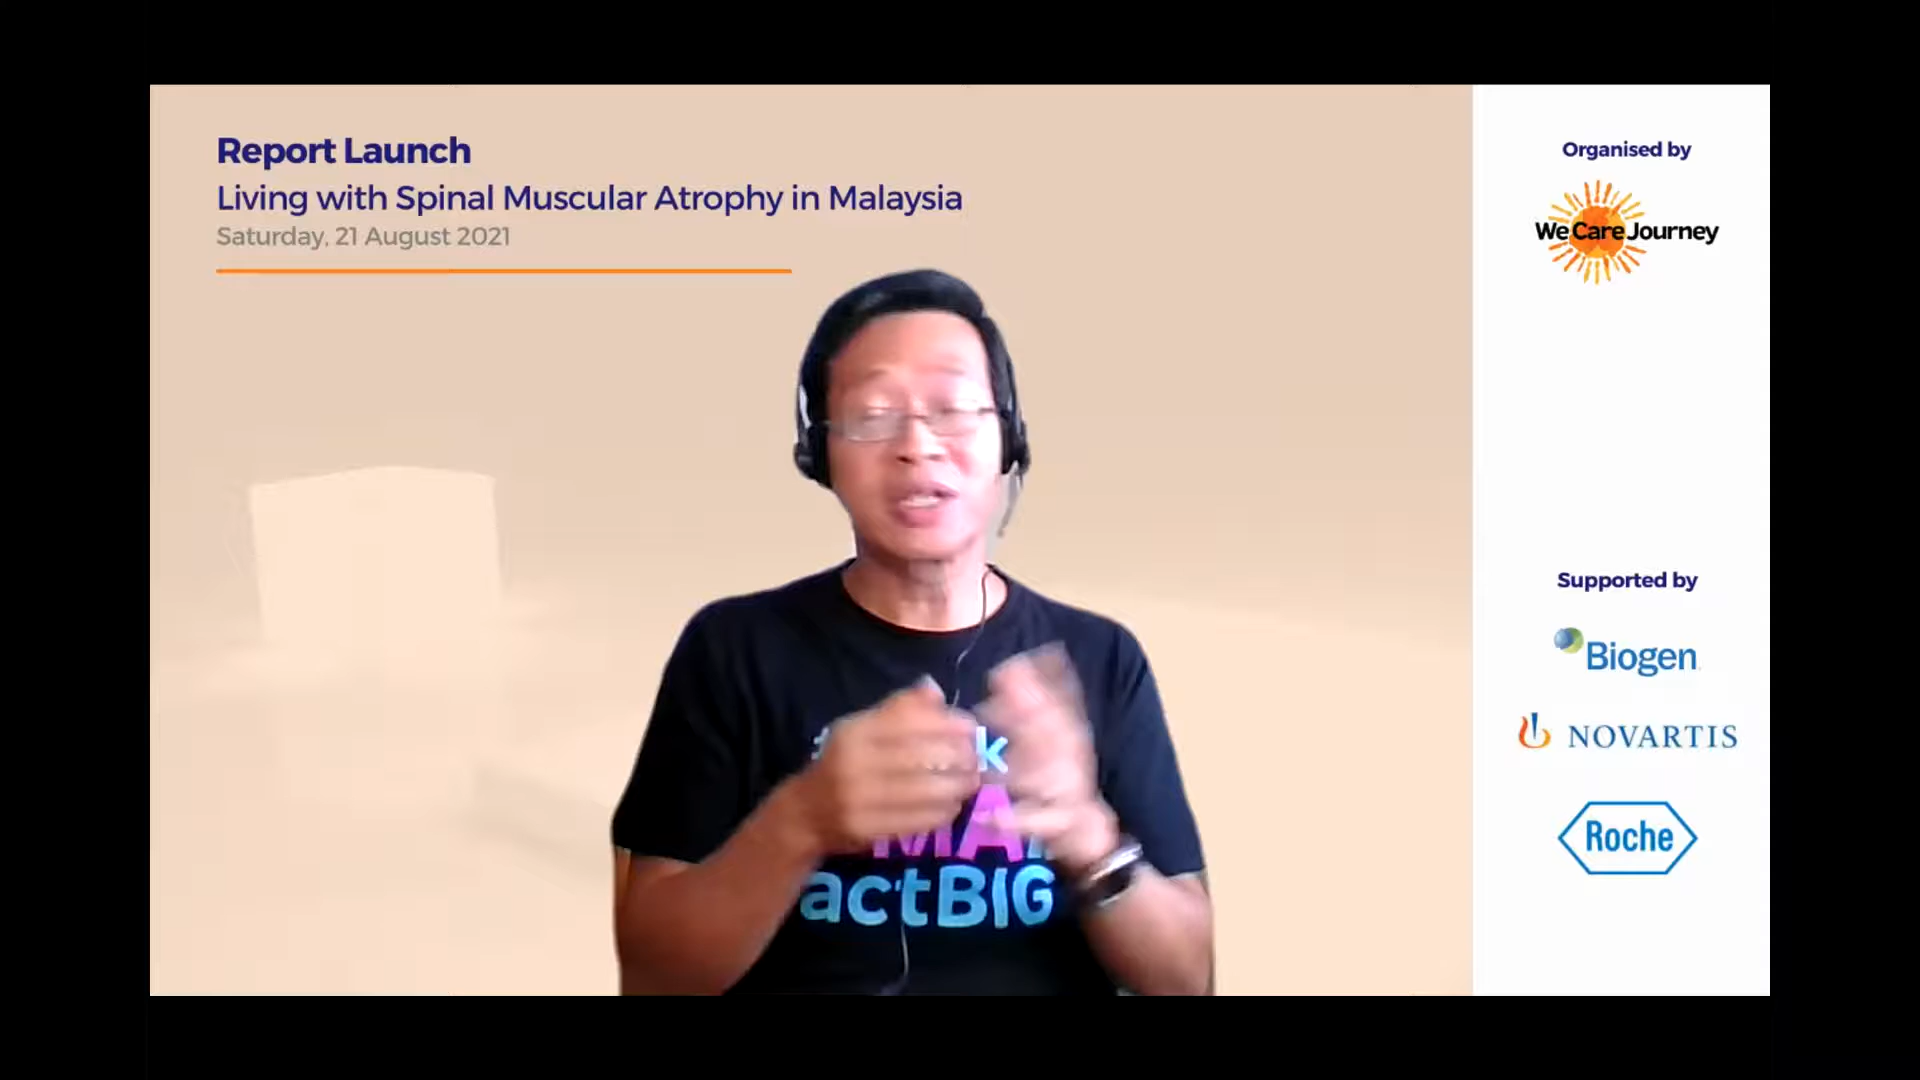 Report Launch
Living with Spinal Muscular Atrophy in Malaysia
Saturday, 21 August 2021
Organised by
We Care Journey
Supported by
Biogen
NOVARTIS
Roche
actBIG